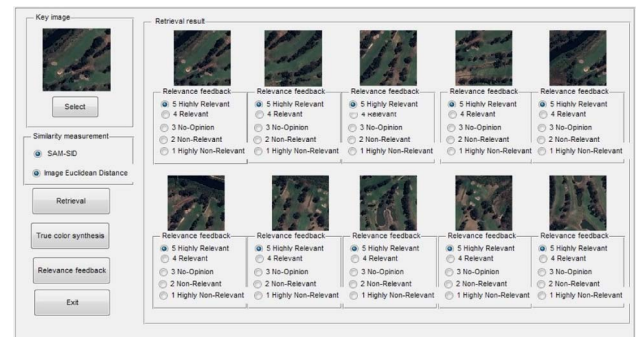 Key image
Select
Similarity measurement
SAM-SID
Image Euclidean Distance
Retrieval
True color synthesis
Relevance feedback
Exit
Retrieval result
Relevance feedback
5 Highly Relevant
4 Relevant
3 No-Opinion
2 Non-Relevant
1 Highly Non-Relevant
Relevance feedback
5 Highly Relevant
4 Relevant
3 No-Opinion
2 Non-Relevant
1 Highly Non-Relevant
Relevance feedback
5 Highly Relevant
4 Relevant
3 No-Opinion
2 Non-Relevant
1 Highly Non-Relevant
Relevance feedback
5 Highly Relevant
4 Relevant
3 No-Opinion
2 Non-Relevant
1 Highly Non-Relevant
Relevance feedback
5 Highly Relevant
4 Relevant
3 No-Opinion
2 Non-Relevant
1 Highly Non-Relevant
Relevance feedback
5 Highly Relevant
4 Relevant
3 No-Opinion
2 Non-Relevant
1 Highly Non-Relevant
Relevance feedback
5 Highly Relevant
4 Relevant
3 No-Opinion
2 Non-Relevant
1 Highly Non-Relevant
Relevance feedback
5 Highly Relevant
4 Relevant
3 No-Opinion
2 Non-Relevant
1 Highly Non-Relevant
Relevance feedback
5 Highly Relevant
4 Relevant
3 No-Opinion
2 Non-Relevant
1 Highly Non-Relevant
Relevance feedback
5 Highly Relevant
4 Relevant
3 No-Opinion
2 Non-Relevant
1 Highly Non-Relevant